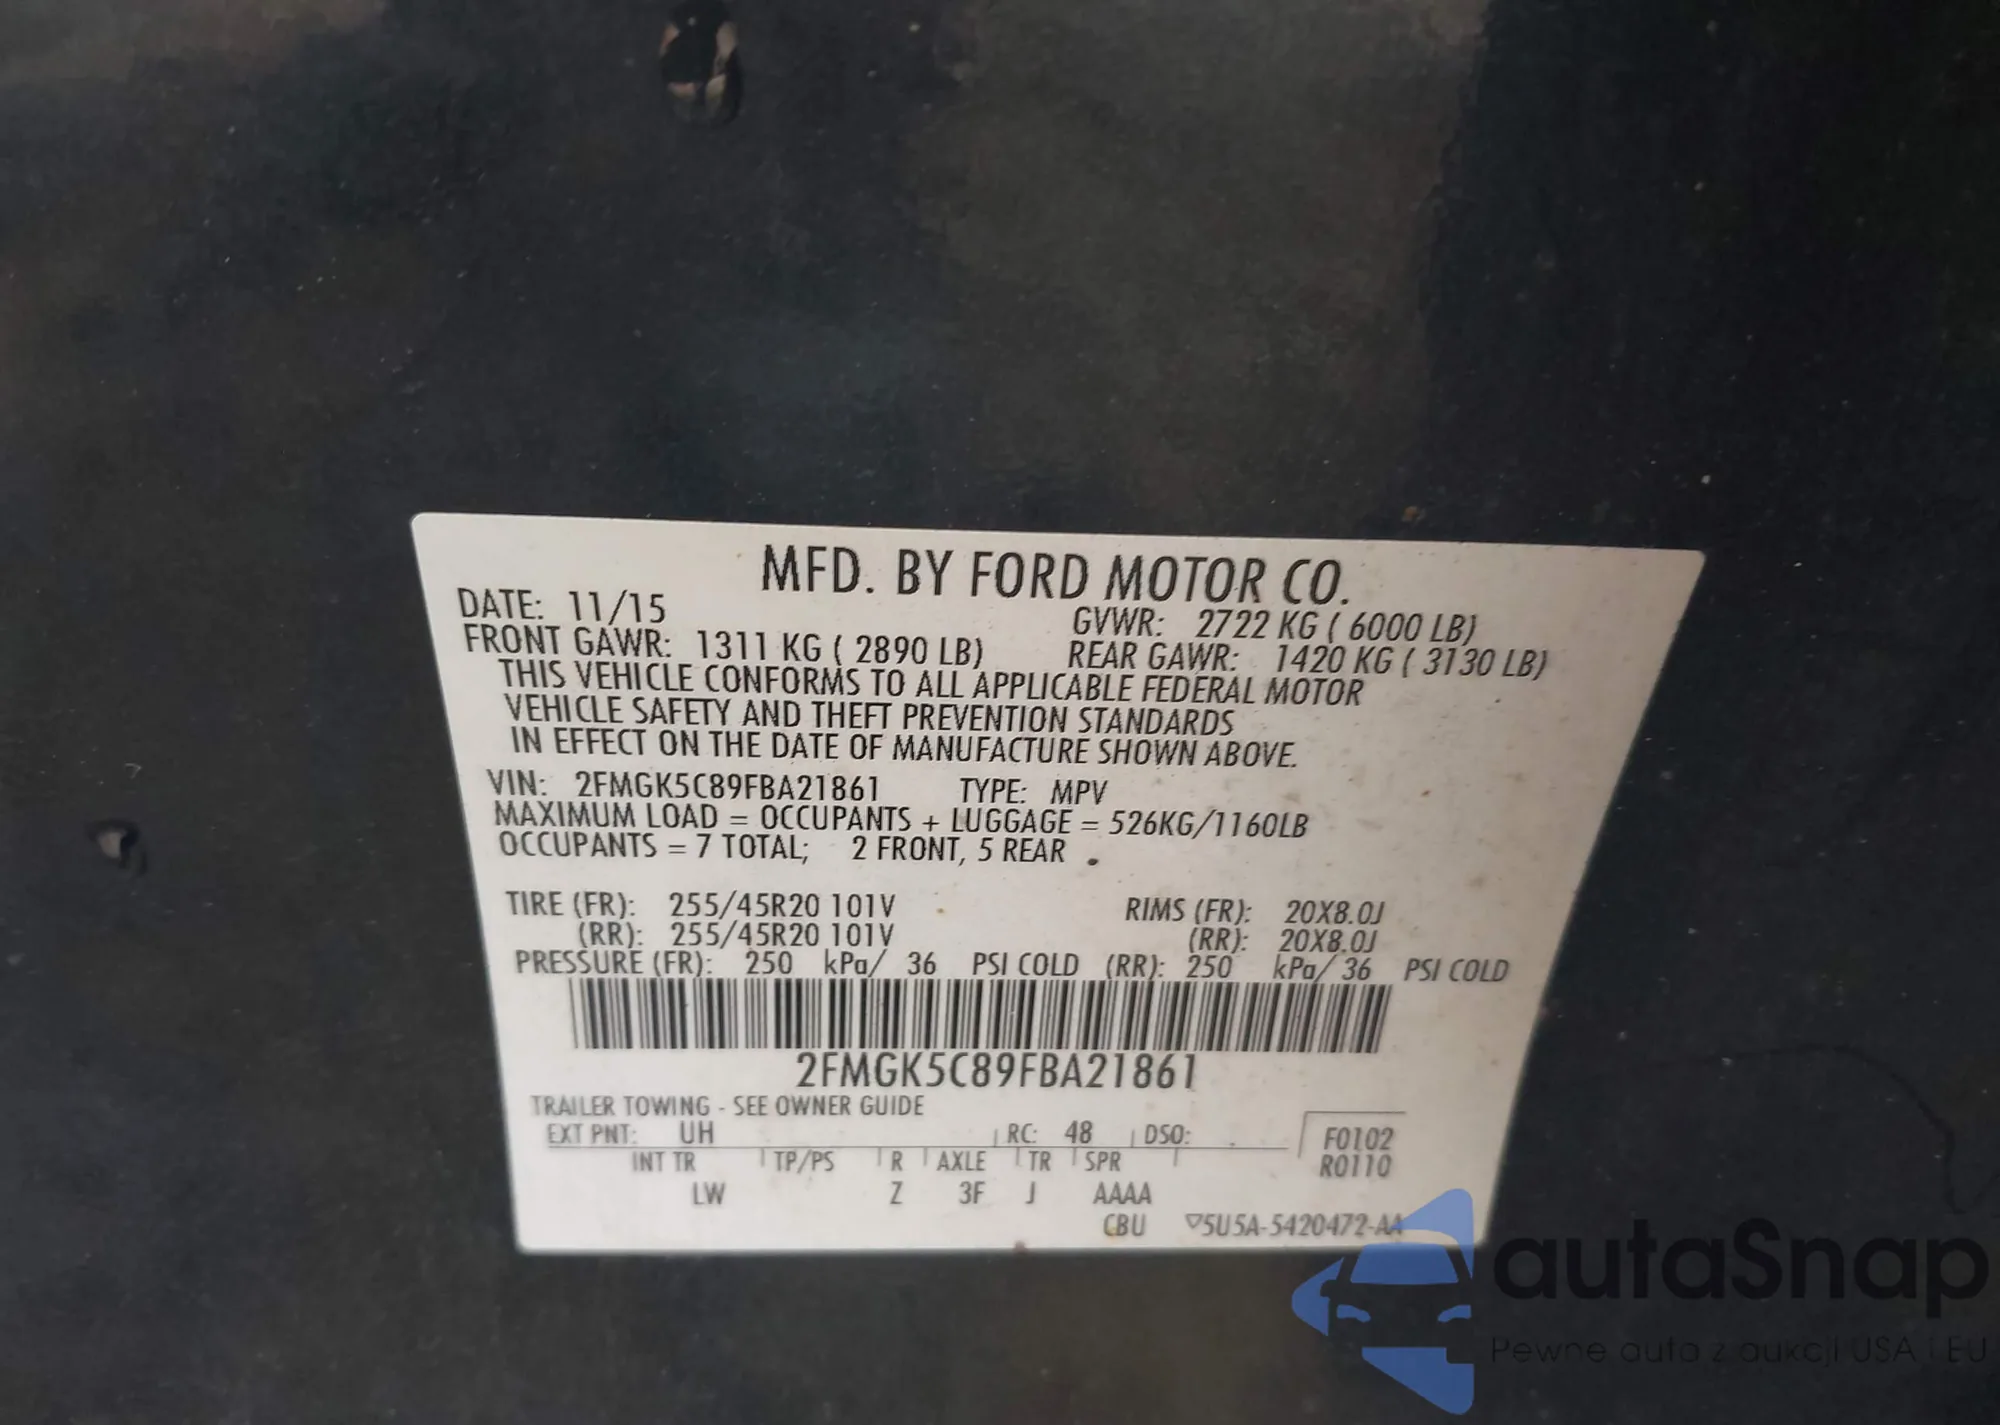 MFD. BY FORD MOTOR CO.
DATE: 11/15 GVWR: 2722 KG ( 6000 LB)
FRONT GAWR: 1311 KG ( 2890 LB) REAR GAWR: 1420 KG ( 3130 LB)
THIS VEHICLE CONFORMS TO ALL APPLICABLE FEDERAL MOTOR
VEHICLE SAFETY AND THEFT PREVENTION STANDARDS
IN EFFECT ON THE DATE OF MANUFACTURE SHOWN ABOVE.
VIN: 2FMGK5C89FBA21861 TYPE: MPV
MAXIMUM LOAD = OCCUPANTS + LUGGAGE = 526KG/1160LB
OCCUPANTS = 7 TOTAL; 2 FRONT, 5 REAR
TIRE (FR): 255/45R20 101V RIMS (FR): 20X8.0J
(RR): 255/45R20 101V (RR): 20X8.0J
PRESSURE (FR): 250 kPa/ 36 PSI COLD (RR): 250 kPa/ 36 PSI COLD
2FMGK5C89FBA21861
TRAILER TOWING - SEE OWNER GUIDE
EXT PNT: UH RC: 48 DSO: F0102
INT TR TP/PS R AXLE TR SPR R0110
LW Z 3F J AAAA
CBU ▽5U5A-5420472-AA
autaSnap
Pewne auto z aukcji USA i EU